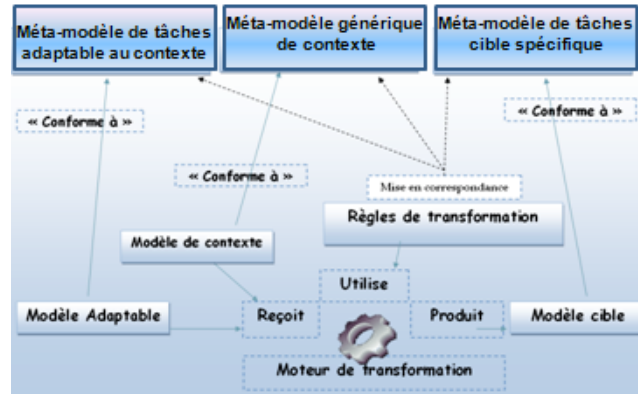 Méta-modèle de tâches
adaptable au contexte
Méta-modèle générique
de contexte
Méta-modèle de tâches
cible spécifique
« Conforme à »
« Conforme à »
« Conforme à »
Mise en correspondance
Règles de transformation
Modèle de contexte
Utilise
Modèle Adaptable
Reçoit
Produit
Modèle cible
Moteur de transformation